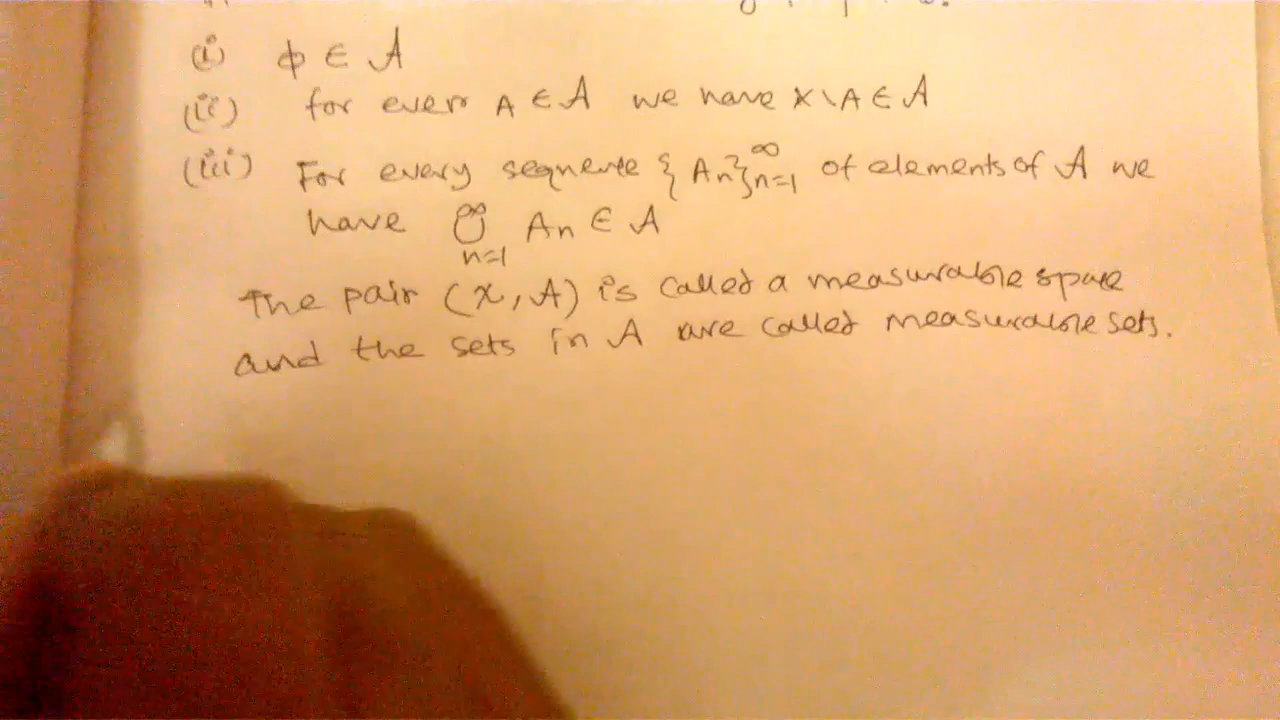 (i) ϕ ∈ 𝒜
(ii) for ever A ∈ 𝒜 we have X \ A ∈ 𝒜
(iii) For every sequence {An}_{n=1}^{∞} of elements of 𝒜 we
have ∪_{n=1}^{∞} An ∈ 𝒜
The pair (X, 𝒜) is called a measurable space
and the sets in 𝒜 are called measurable sets.